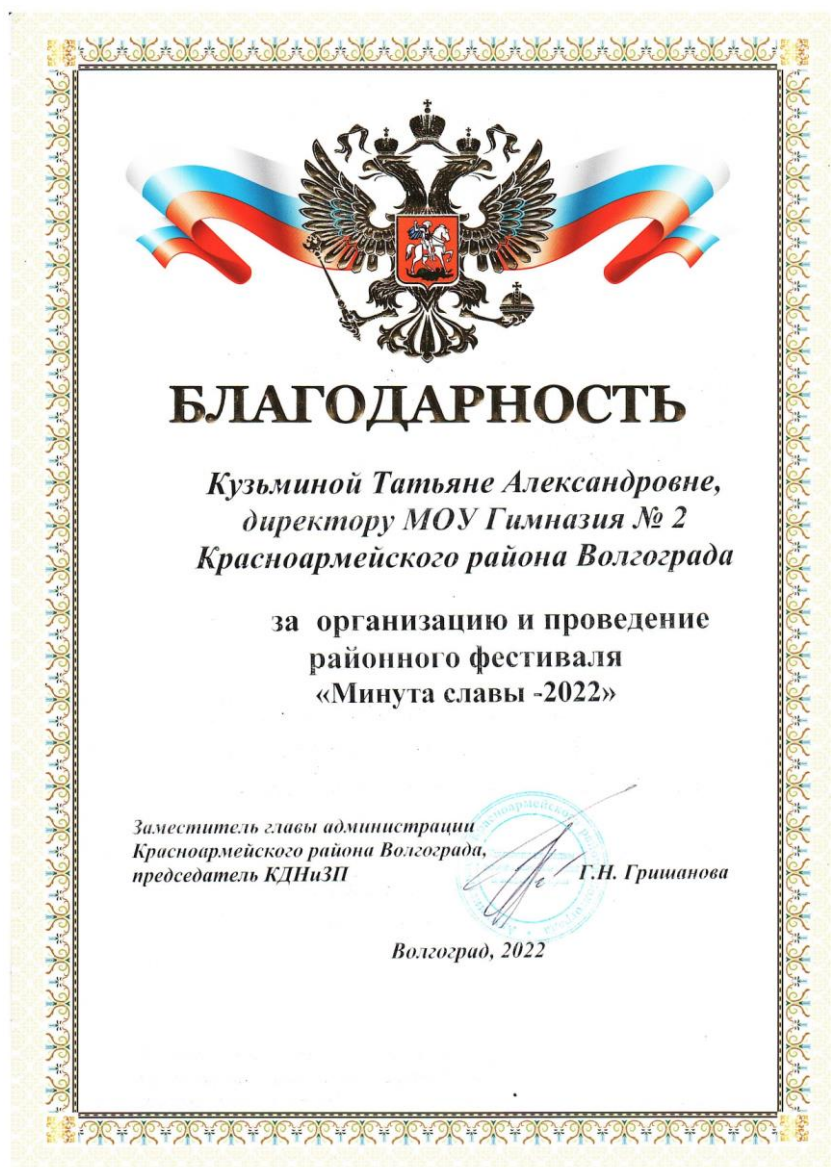 БЛАГОДАРНОСТЬ
Кузьминой Татьяне Александровне,
директору МОУ Гимназия № 2
Красноармейского района Волгограда
за организацию и проведение
районного фестиваля
«Минута славы -2022»
Заместитель главы администрации
Красноармейского района Волгограда,
председатель КДНиЗП
Г.Н. Гришанова
Волгоград, 2022